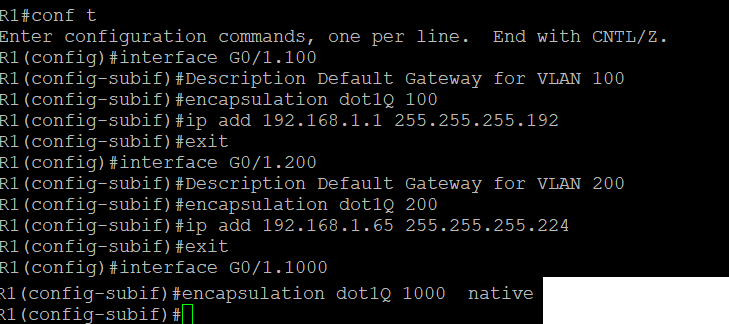 R1#conf t
Enter configuration commands, one per line.  End with CNTL/Z.
R1(config)#interface G0/1.100
R1(config-subif)#Description Default Gateway for VLAN 100
R1(config-subif)#encapsulation dot1Q 100
R1(config-subif)#ip add 192.168.1.1 255.255.255.192
R1(config-subif)#exit
R1(config)#interface G0/1.200
R1(config-subif)#Description Default Gateway for VLAN 200
R1(config-subif)#encapsulation dot1Q 200
R1(config-subif)#ip add 192.168.1.65 255.255.255.224
R1(config-subif)#exit
R1(config)#interface G0/1.1000
R1(config-subif)#encapsulation dot1Q 1000  native
R1(config-subif)#